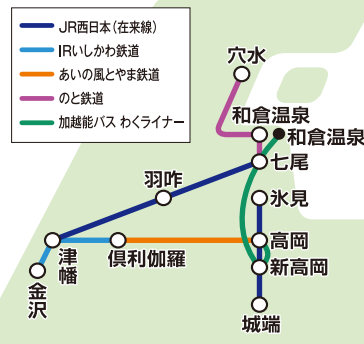 JR西日本(在来線)
IRいしかわ鉄道
あいの風とやま鉄道
のと鉄道
加越能バス わくライナー
穴水
和倉温泉
和倉温泉
七尾
羽咋
氷見
高岡
津幡
倶利伽羅
新高岡
金沢
城端